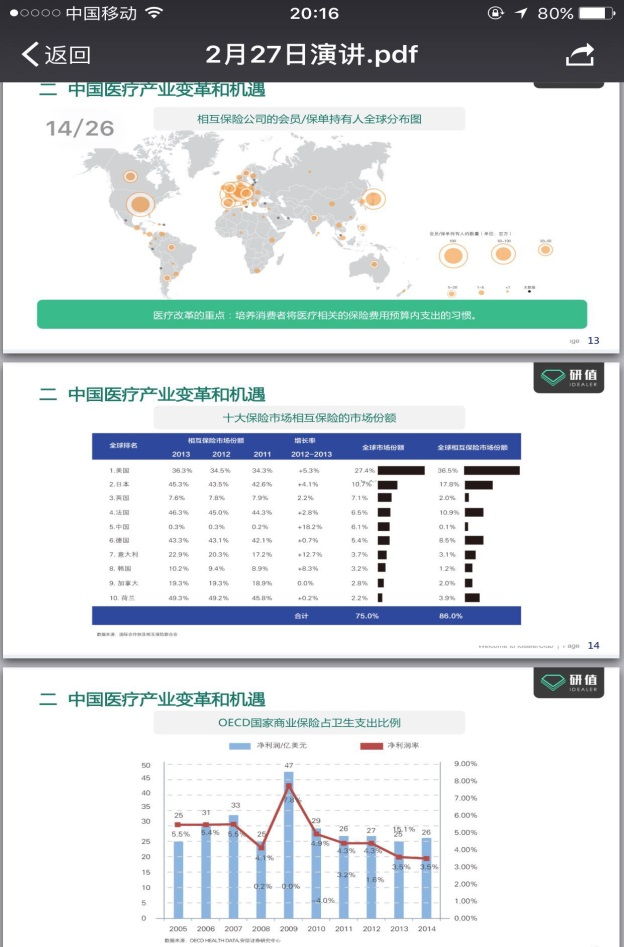 中国移动 20:16 80%
返回 2月27日演讲.pdf
二 中国医疗产业变革和机遇
14/26
相互保险公司的会员/保单持有人全球分布图
会员/保单持有人的数量（单位：百万）
医疗改革的重点：培养消费者将医疗相关的保险费用预算内支出的习惯。
age 13
研值
IDEALER
二 中国医疗产业变革和机遇
十大保险市场相互保险的市场份额
全球排名 相互保险市场份额 增长率 全球市场份额 全球相互保险市场份额
2013 2012 2011 2012-2013
1.美国 36.3% 34.5% 34.3% +5.3% 27.4% 36.5%
2.日本 45.3% 43.5% 42.6% +4.1% 10.7% 17.8%
3.英国 7.6% 7.8% 7.9% 2.2% 7.1% 2.0%
4.法国 46.3% 45.0% 44.3% +2.8% 6.5% 10.9%
5.中国 0.3% 0.3% 0.2% +18.2% 6.1% 0.1%
6.德国 43.3% 43.1% 42.1% +0.7% 5.4% 8.5%
7. 意大利 22.9% 20.3% 17.2% +12.7% 3.7% 3.1%
8. 韩国 10.2% 9.4% 8.9% +8.3% 3.2% 1.2%
9. 加拿大 19.3% 19.3% 18.9% 0.0% 2.8% 2.0%
10. 荷兰 49.3% 49.2% 45.8% +0.2% 2.2% 3.9%
合计 75.0% 86.0%
14
研值
IDEALER
二 中国医疗产业变革和机遇
OECD国家商业保险占卫生支出比例
净利润/亿美元 净利润率
50 45 40 35 30 25 20 15 10 5 0
9.00% 8.00% 7.00% 6.00% 5.00% 4.00% 3.00% 2.00% 1.00% 0.00%
25 31 33 25 47 29 26 27 25 15.1% 26
5.5% 5.4% 5.5% 4.1% 7.8% 4.9% 4.3% 4.3% 3.5% 3.5%
0.2% 0.0% -4.0% 3.2% 1.6%
2005 2006 2007 2008 2009 2010 2011 2012 2013 2014